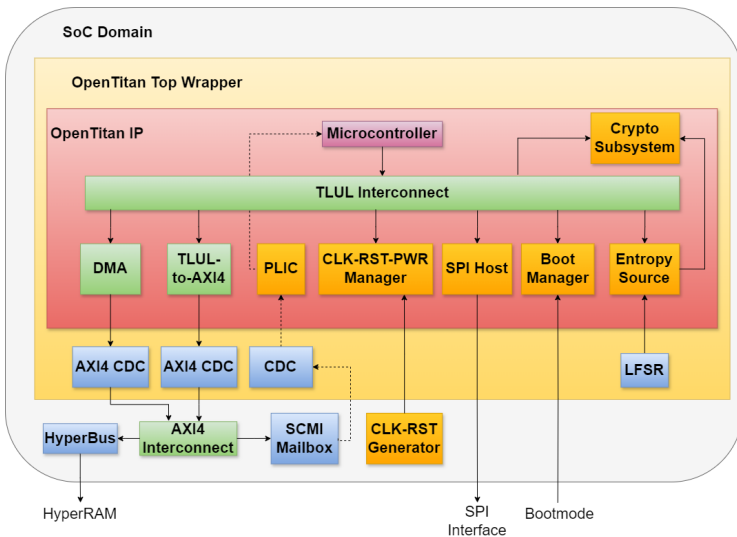 SoC Domain
OpenTitan Top Wrapper
OpenTitan IP
Microcontroller
Crypto
Subsystem
TLUL Interconnect
DMA
TLUL-
to-AXI4
PLIC
CLK-RST-PWR
Manager
SPI Host
Boot
Manager
Entropy
Source
AXI4 CDC
AXI4 CDC
CDC
LFSR
HyperBus
AXI4
Interconnect
SCMI
Mailbox
CLK-RST
Generator
HyperRAM
SPI
Interface
Bootmode